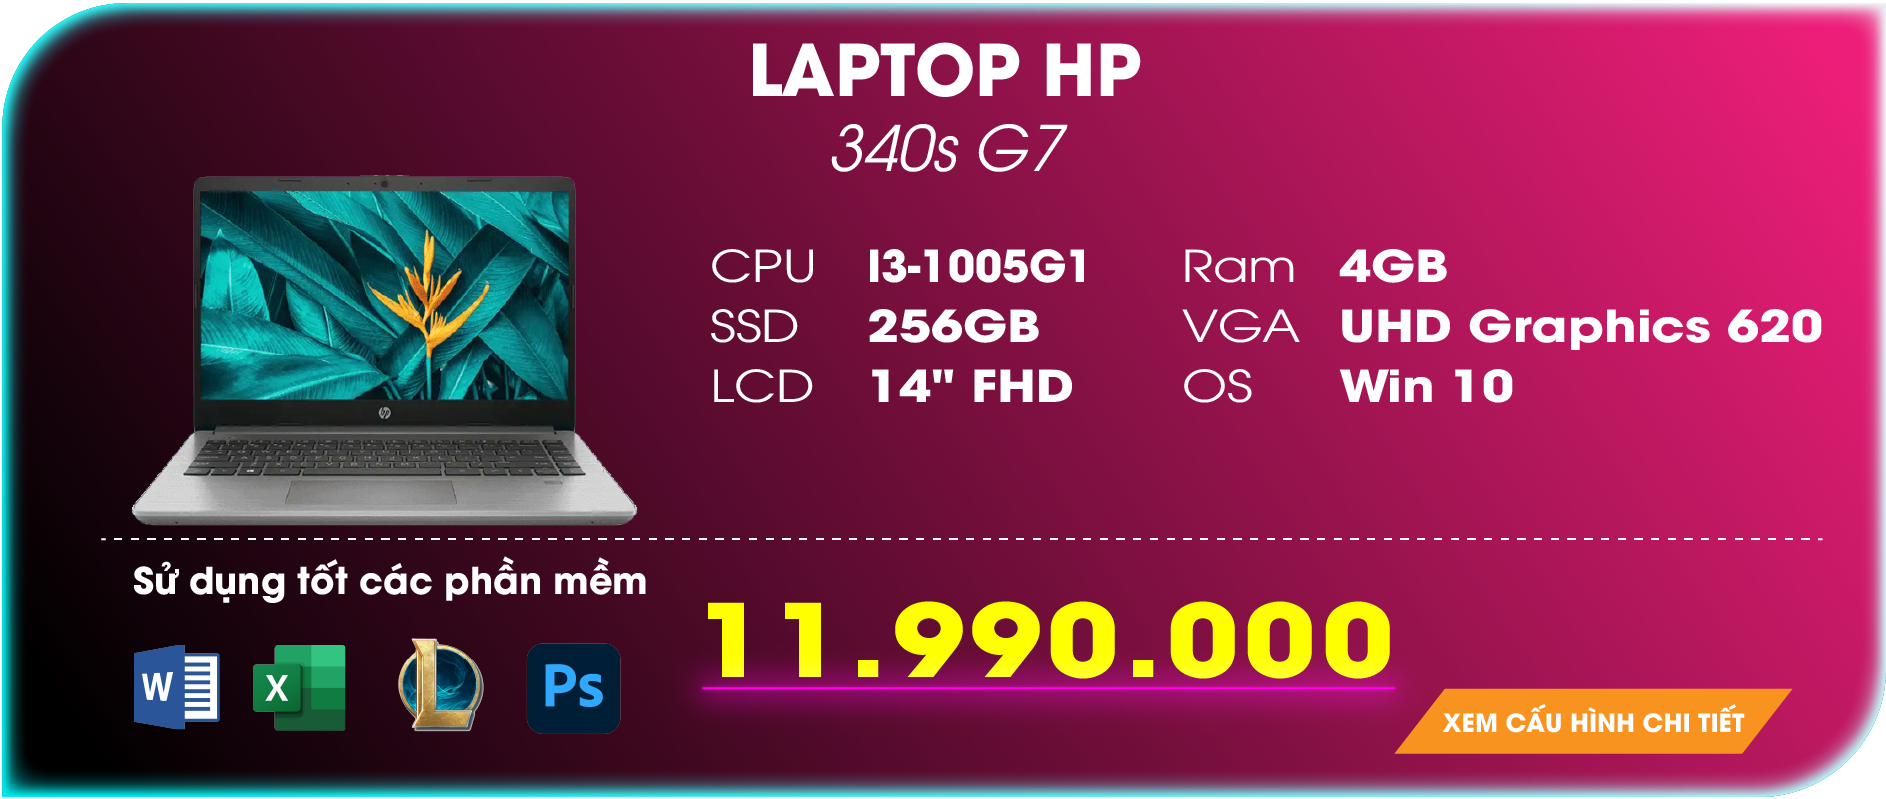 LAPTOP HP
340s G7
CPU I3-1005G1 Ram 4GB
SSD 256GB VGA UHD Graphics 620
LCD 14" FHD OS Win 10
hp
Sử dụng tốt các phần mềm
11.990.000
W X L Ps
XEM CẤU HÌNH CHI TIẾT